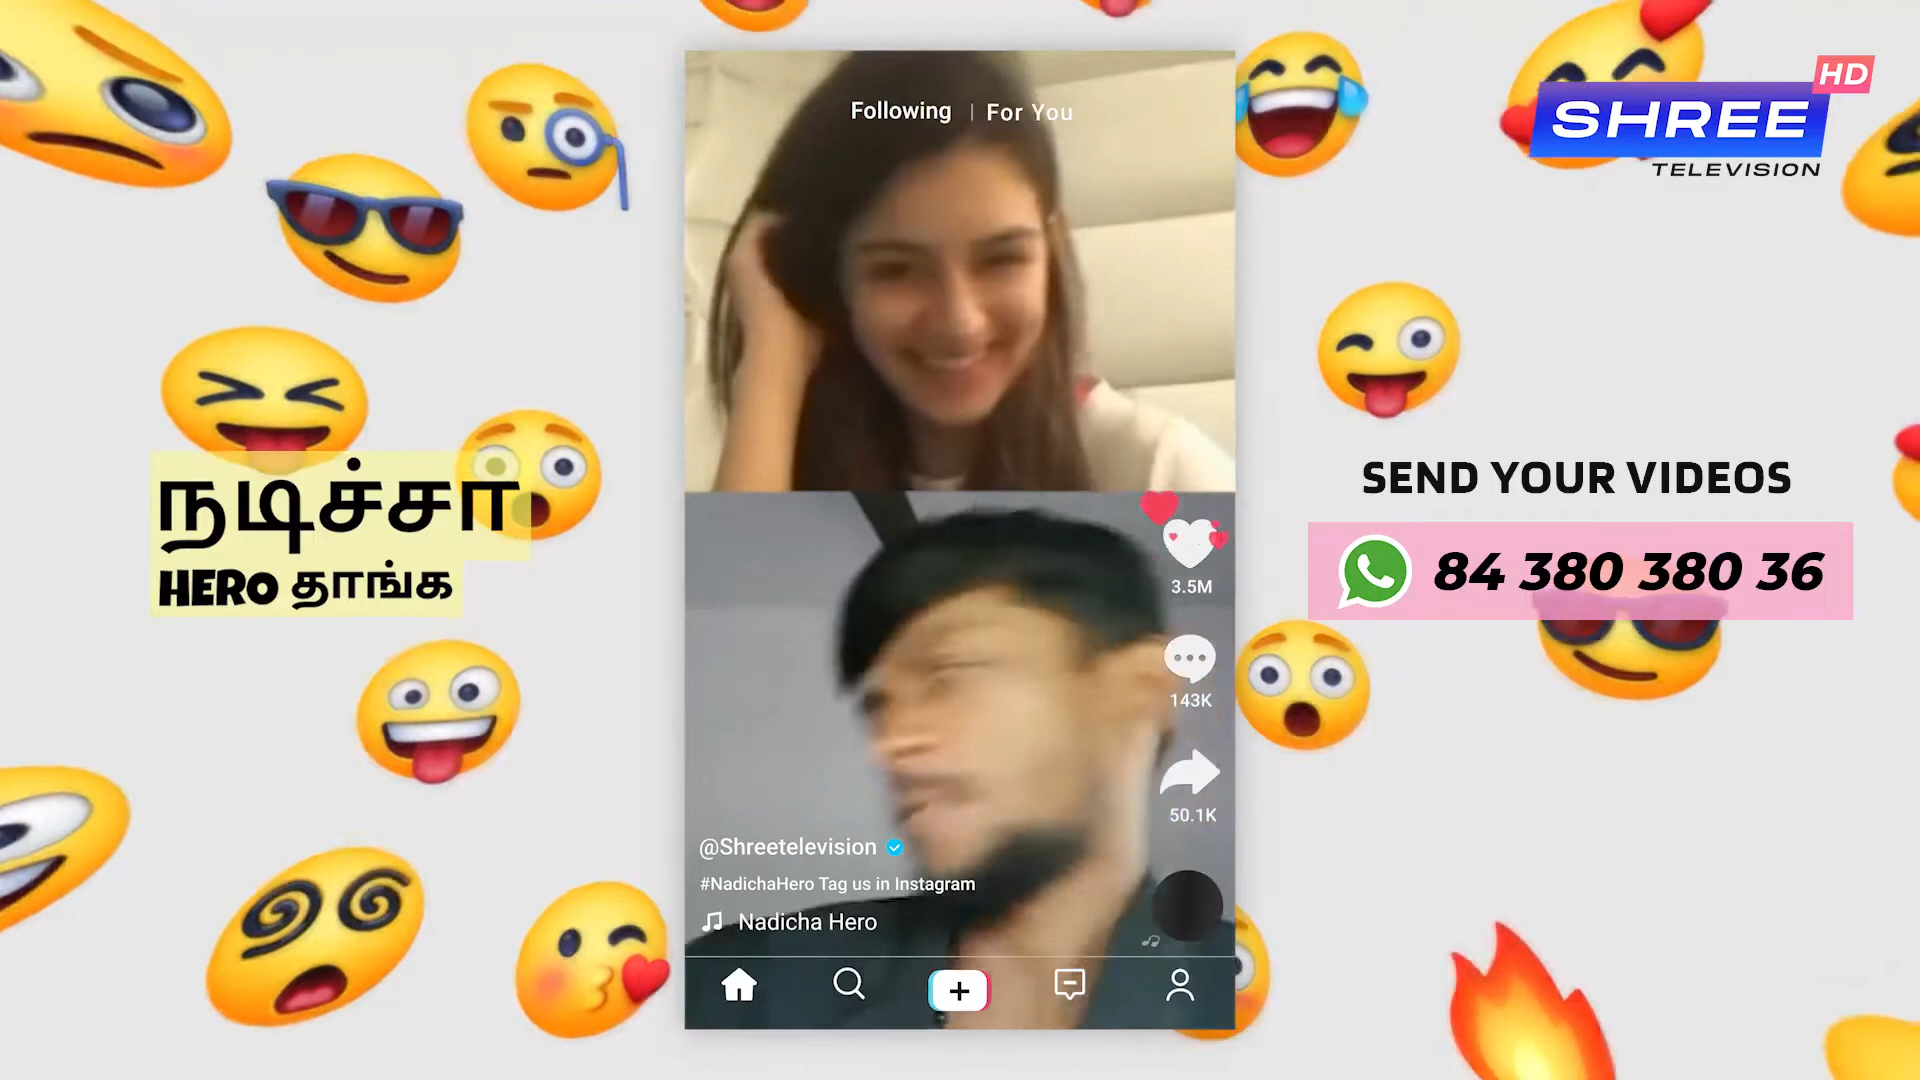 Following | For You
HD
SHREE
TELEVISION
நடிச்சா
HERO தாங்க
SEND YOUR VIDEOS
84 380 380 36
3.5M
143K
50.1K
@Shreetelevision
#NadichaHero Tag us in Instagram
Nadicha Hero